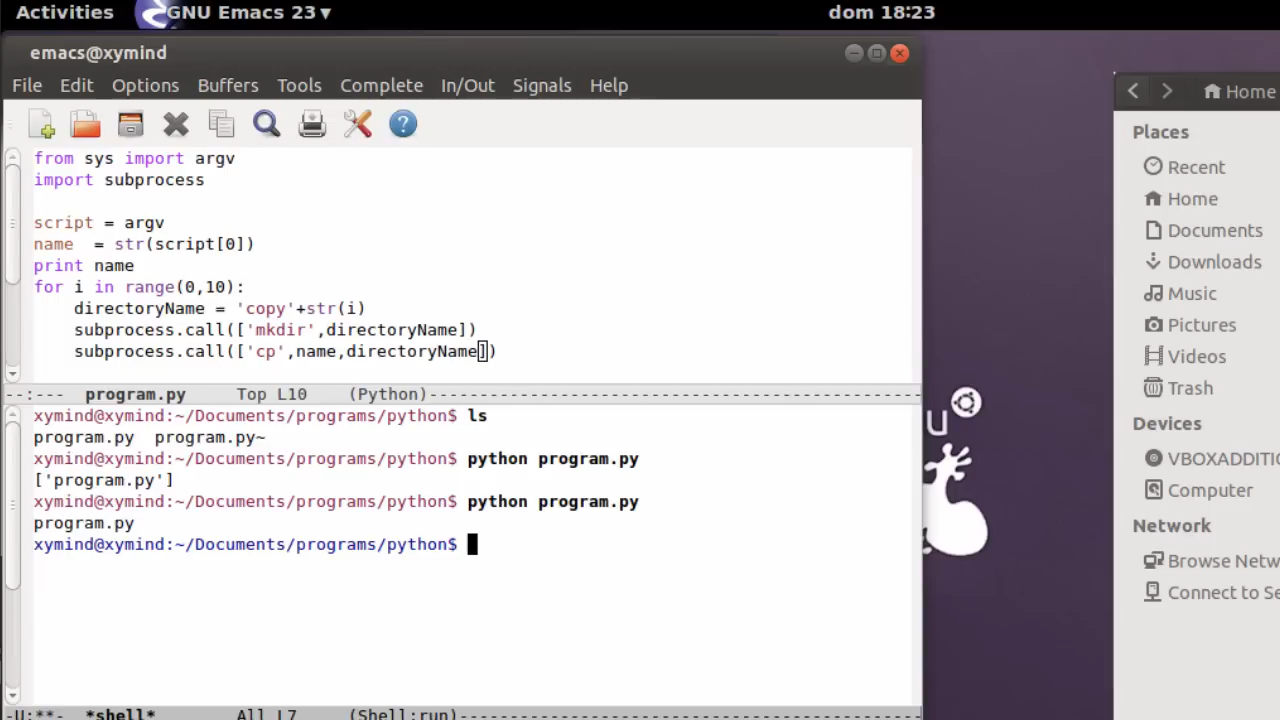 Activities GNU Emacs 23▾ dom 18:23
emacs@xymind
File Edit Options Buffers Tools Complete In/Out Signals Help
from sys import argv
import subprocess
script = argv
name  = str(script[0])
print name
for i in range(0,10):
    directoryName = 'copy'+str(i)
    subprocess.call(['mkdir',directoryName])
    subprocess.call(['cp',name,directoryName])
--:--- program.py Top L10 (Python)
xymind@xymind:~/Documents/programs/python$ ls
program.py  program.py~
xymind@xymind:~/Documents/programs/python$ python program.py
['program.py']
xymind@xymind:~/Documents/programs/python$ python program.py
program.py
xymind@xymind:~/Documents/programs/python$
-U:**- *shell* All L7 (Shell:run)
u
Home
Places
Recent
Home
Documents
Downloads
Music
Pictures
Videos
Trash
Devices
VBOXADDITIO
Computer
Network
Browse Netw
Connect to Se